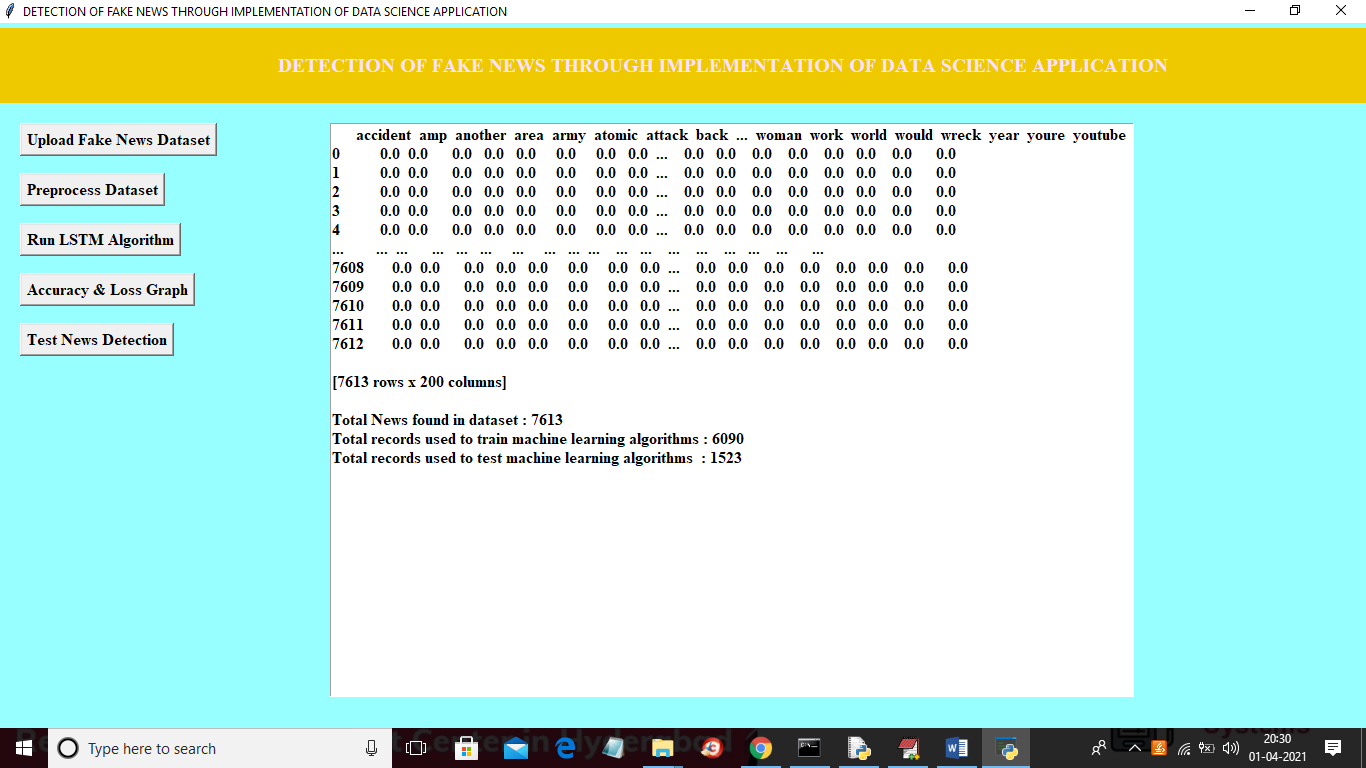 DETECTION OF FAKE NEWS THROUGH IMPLEMENTATION OF DATA SCIENCE APPLICATION
DETECTION OF FAKE NEWS THROUGH IMPLEMENTATION OF DATA SCIENCE APPLICATION
Upload Fake News Dataset
Preprocess Dataset
Run LSTM Algorithm
Accuracy & Loss Graph
Test News Detection
accident amp another area army atomic attack back ... woman work world would wreck year youre youtube
0 0.0 0.0 0.0 0.0 0.0 0.0 0.0 0.0 ... 0.0 0.0 0.0 0.0 0.0 0.0 0.0 0.0
1 0.0 0.0 0.0 0.0 0.0 0.0 0.0 0.0 ... 0.0 0.0 0.0 0.0 0.0 0.0 0.0 0.0
2 0.0 0.0 0.0 0.0 0.0 0.0 0.0 0.0 ... 0.0 0.0 0.0 0.0 0.0 0.0 0.0 0.0
3 0.0 0.0 0.0 0.0 0.0 0.0 0.0 0.0 ... 0.0 0.0 0.0 0.0 0.0 0.0 0.0 0.0
4 0.0 0.0 0.0 0.0 0.0 0.0 0.0 0.0 ... 0.0 0.0 0.0 0.0 0.0 0.0 0.0 0.0
... ... ... ... ... ... ... ... ... ... ... ... ... ... ... ... ... ...
7608 0.0 0.0 0.0 0.0 0.0 0.0 0.0 0.0 ... 0.0 0.0 0.0 0.0 0.0 0.0 0.0 0.0
7609 0.0 0.0 0.0 0.0 0.0 0.0 0.0 0.0 ... 0.0 0.0 0.0 0.0 0.0 0.0 0.0 0.0
7610 0.0 0.0 0.0 0.0 0.0 0.0 0.0 0.0 ... 0.0 0.0 0.0 0.0 0.0 0.0 0.0 0.0
7611 0.0 0.0 0.0 0.0 0.0 0.0 0.0 0.0 ... 0.0 0.0 0.0 0.0 0.0 0.0 0.0 0.0
7612 0.0 0.0 0.0 0.0 0.0 0.0 0.0 0.0 ... 0.0 0.0 0.0 0.0 0.0 0.0 0.0 0.0
[7613 rows x 200 columns]
Total News found in dataset : 7613
Total records used to train machine learning algorithms : 6090
Total records used to test machine learning algorithms : 1523
Type here to search
20:30
01-04-2021